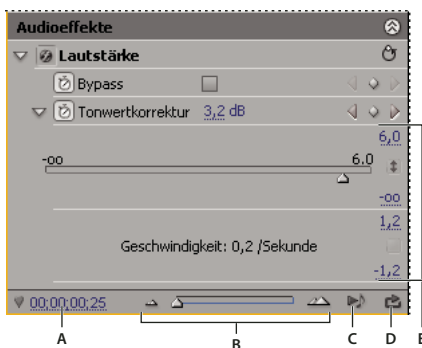 Audioeffekte
Lautstärke
Bypass
Tonwertkorrektur 3,2 dB
6,0
-oo 6.0
-oo
1,2
Geschwindigkeit: 0,2 /Sekunde
-1,2
00;00;00;25
A B C D E